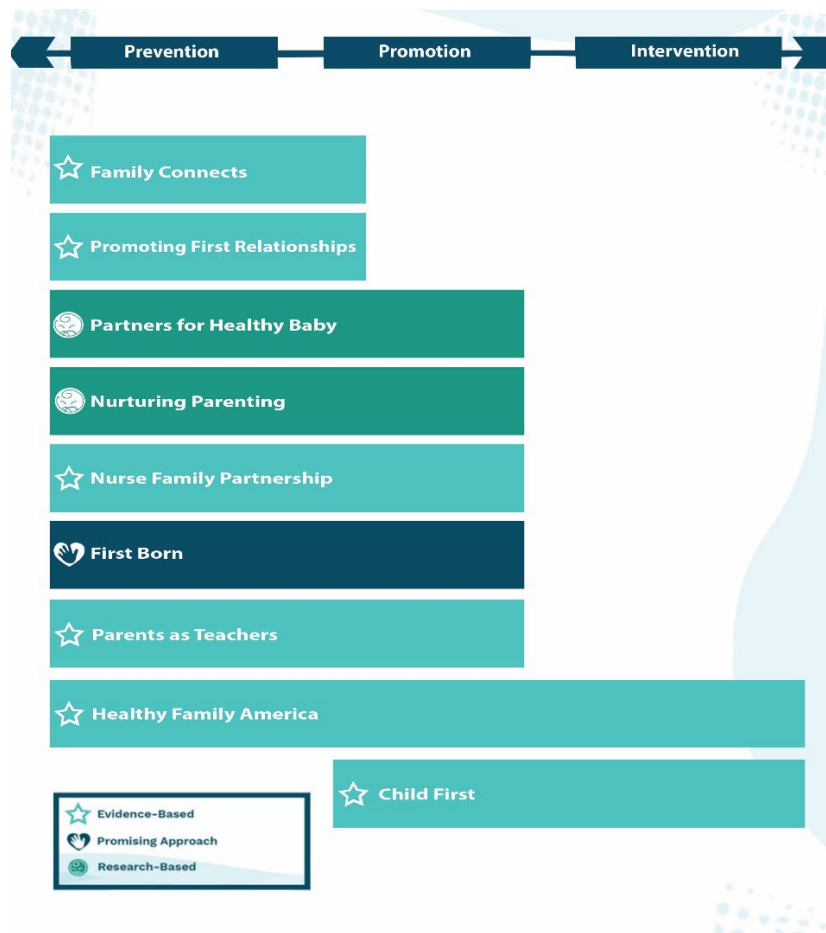 Prevention
Promotion
Intervention
Family Connects
Promoting First Relationships
Partners for Healthy Baby
Nurturing Parenting
Nurse Family Partnership
First Born
Parents as Teachers
Healthy Family America
Child First
Evidence-Based
Promising Approach
Research-Based